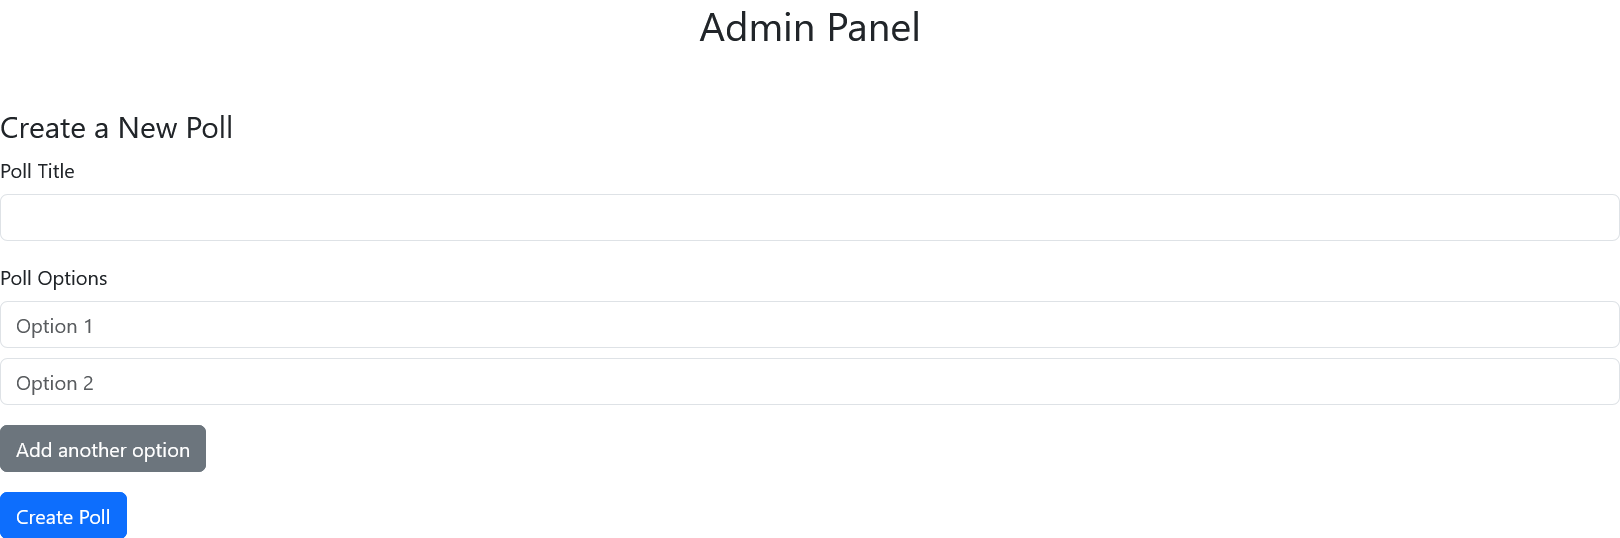 Admin Panel
Create a New Poll
Poll Title
Poll Options
Option 1
Option 2
Add another option
Create Poll